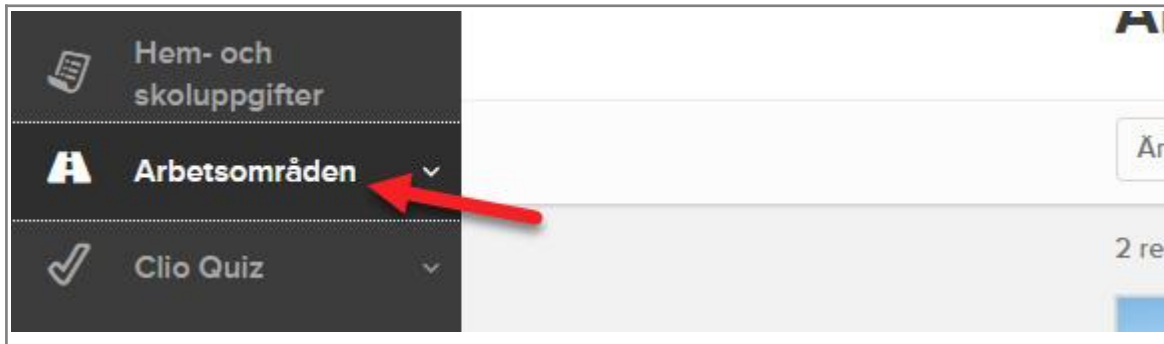 Hem- och
skoluppgifter
Arbetsområden
Clio Quiz
2 re